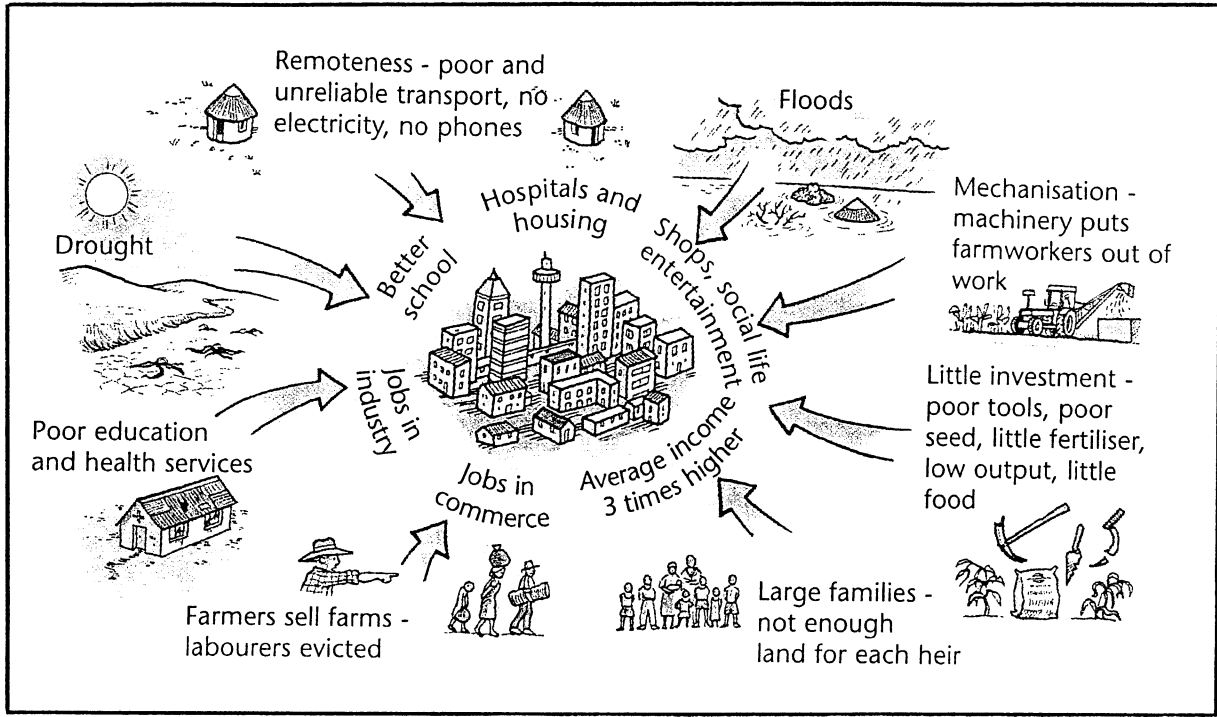 Remoteness - poor and
unreliable transport, no
electricity, no phones
Floods
Drought
Mechanisation -
machinery puts
farmworkers out of
work
Hospitals and
housing
Better
school
Shops, social life
entertainment
Jobs in
industry
Jobs in
commerce
Average income
3 times higher
Poor education
and health services
Little investment -
poor tools, poor
seed, little fertiliser,
low output, little
food
Farmers sell farms -
labourers evicted
Large families -
not enough
land for each heir